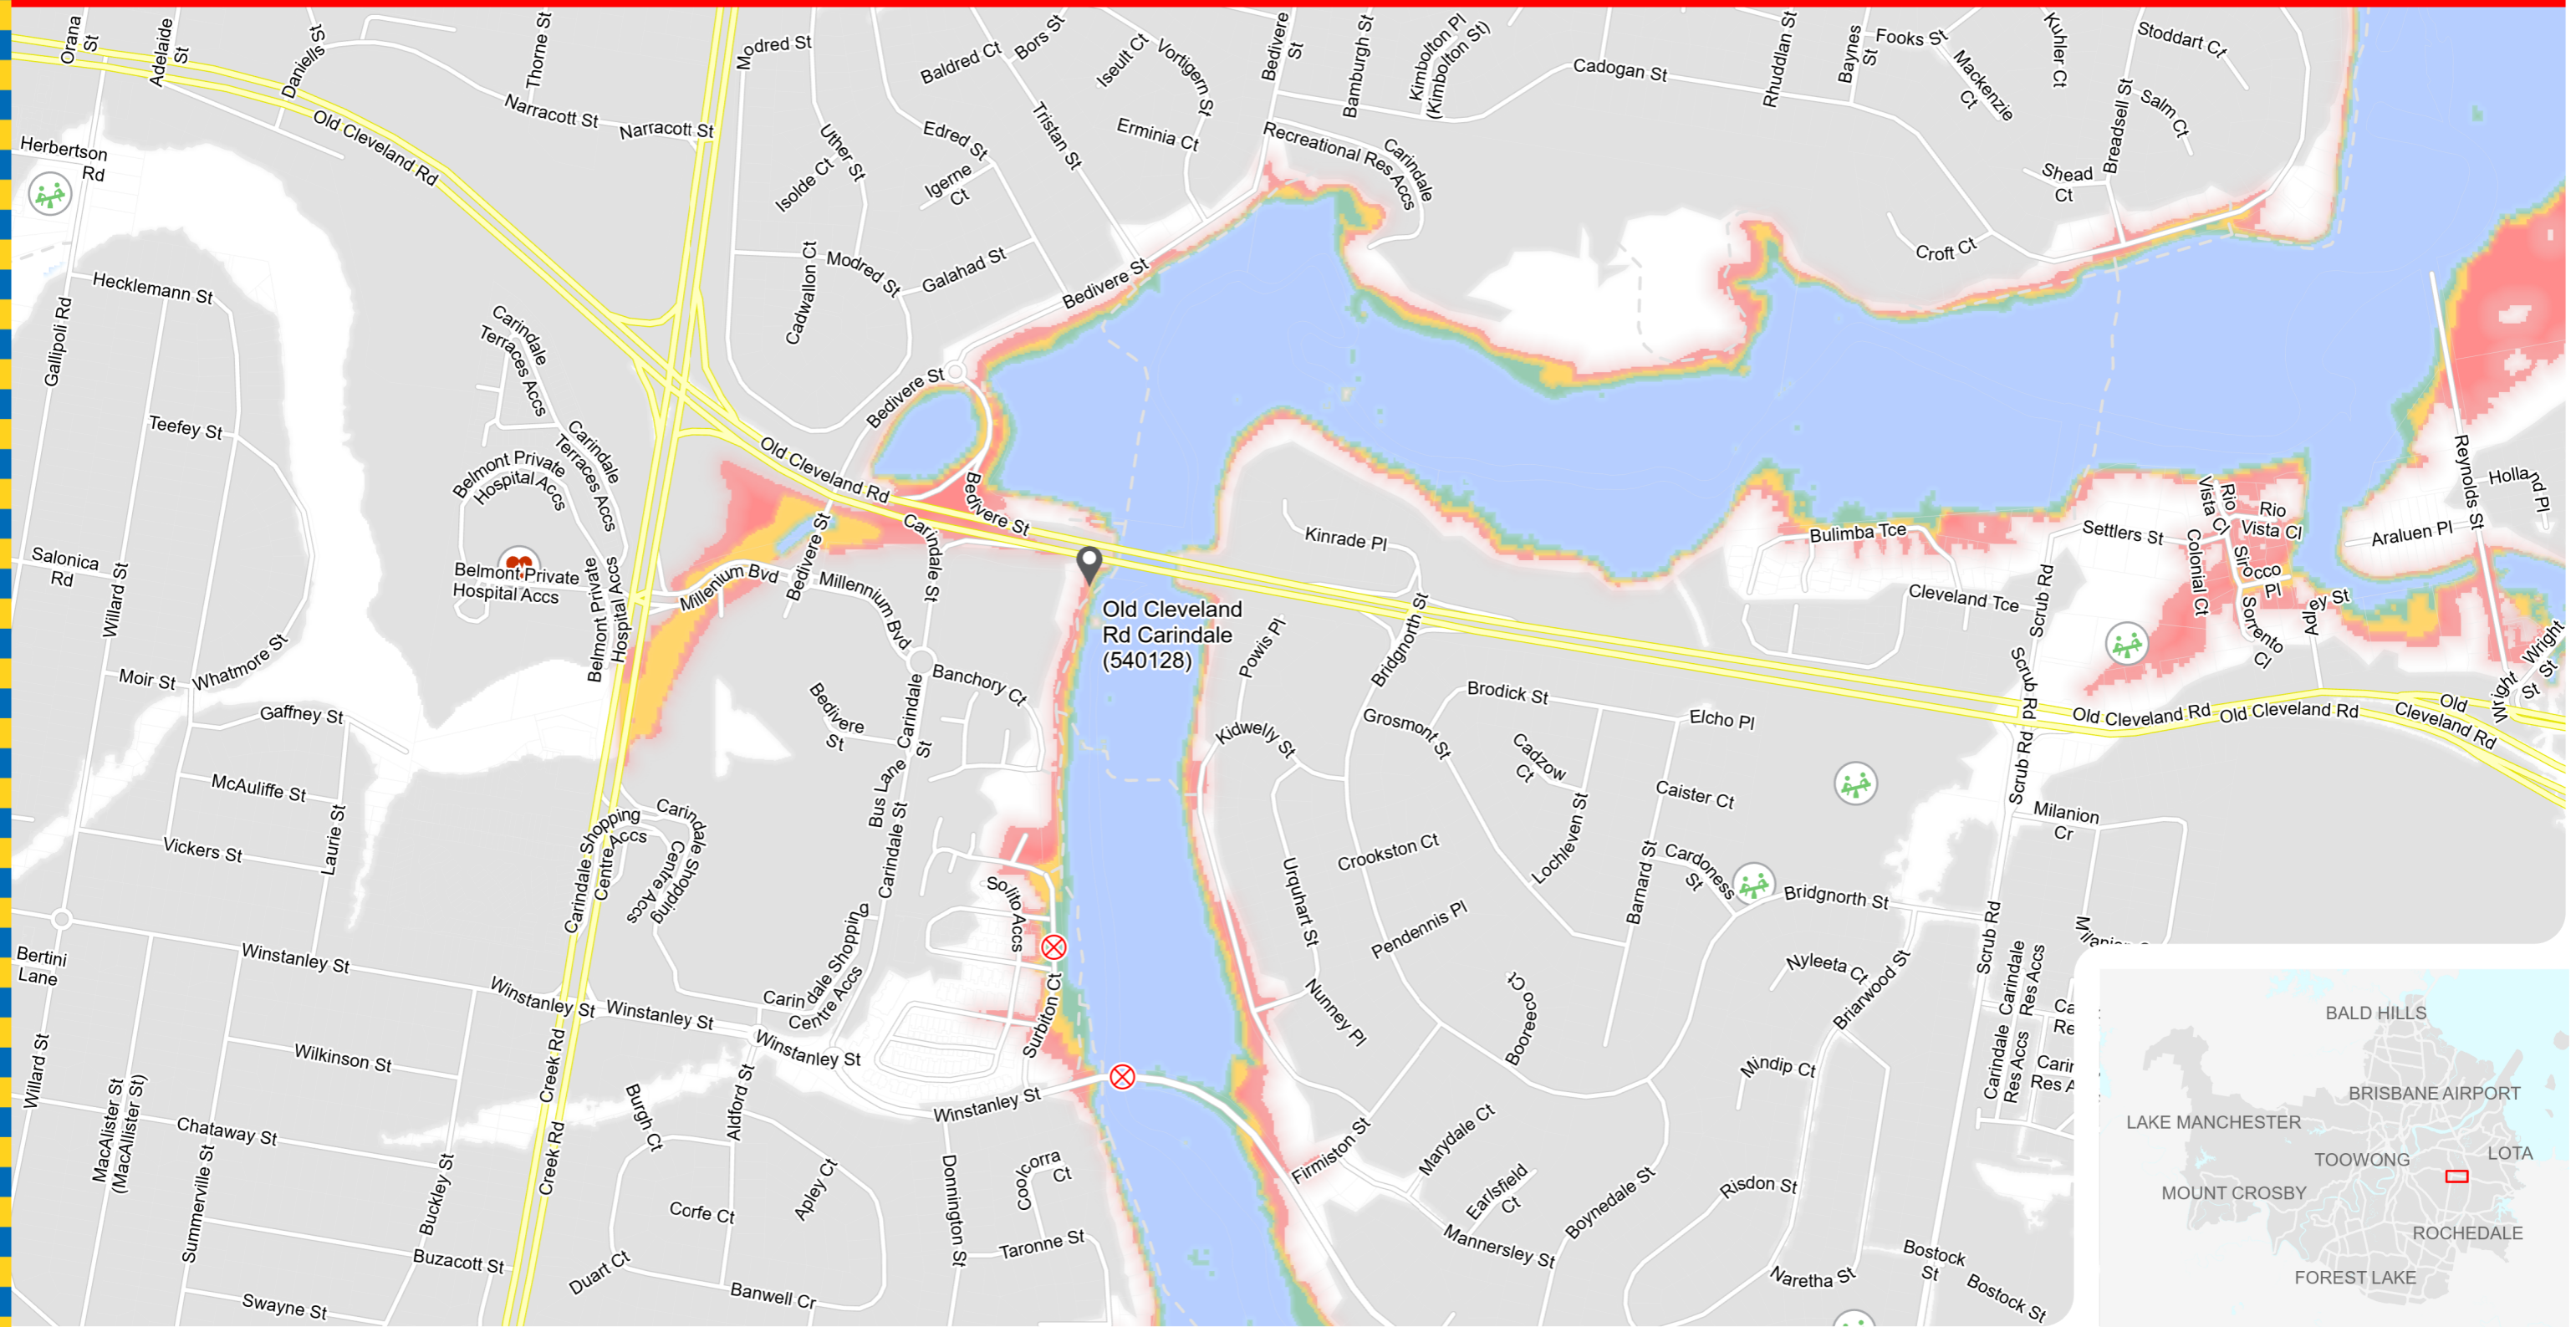 Orana
St
Adelaide
St
Daniells St
Thorne St
Modred St
Baldred Ct
Bors St
Iseult Ct
Vortigern St
Bedivere
St
Bamburgh St
Kimbolton Pl
(Kimbolton St)
Cadogan St
Rhuddlan St
Baynes
St
Fooks St
Mackenzie
Ct
Kuhler Ct
Stoddart Ct
Salm Ct
Breadsell St
Shead
Ct
Croft Ct
Herbertson
Rd
Old Cleveland Rd
Narracott St
Narracott St
Uther St
Isolde Ct
Edred St
Igerne
Ct
Tristan St
Erminia Ct
Recreational Res Accs
Carindale
Hecklemann St
Gallipoli Rd
Cadwallon Ct
Modred St
Galahad St
Bedivere St
Carindale
Terraces Accs
Bedivere St
Teefey St
Carindale
Terraces Accs
Belmont Private
Hospital Accs
Old Cleveland Rd
Bedivere St
Carindale St
Bedivere St
Reynolds St
Holland Pl
Rio
Vista Cl
Rio
Vista Cl
Settlers St
Bulimba Tce
Kinrade Pl
Araluen Pl
Salonica
Rd
Willard St
Belmont Private
Hospital Accs
Belmont Private
Hospital Accs
Millenium Bvd
Millennium Bvd
Old Cleveland
Rd Carindale
(540128)
Cleveland Tce
Scrub Rd
Colonial Ct
Sirocco
Pl
Sorrento
Cl
Appley St
Wright
St
Wright
St
Moir St
Whatmore St
Gaffney St
Bedivere
St
Carindale
St
Banchory Ct
Powis Pl
Bridgnorth St
Kidwelly St
Grosmont St
Brodick St
Elcho Pl
Scrub Rd
Old Cleveland Rd
Old Cleveland Rd
Old
Cleveland Rd
McAuliffe St
Vickers St
Laurie St
Carindale Shopping
Centre Accs
Carindale Shopping
Centre Accs
Bus Lane
Carindale St
Cadzow
Ct
Caister Ct
Lochleven St
Scrub Rd
Milanion
Cr
Solito Accs
Urquhart St
Crookston Ct
Pendennis Pl
Barnard St
Cardoness
St
Bridgnorth St
Bertini
Lane
Winstanley St
Winstanley St
Winstanley St
Carindale Shopping
Centre Accs
Winstanley St
Surbiton Ct
Nunney Pl
Booreeco Ct
Nyleeta Ct
Briarwood St
Scrub Rd
Carindale
Res Accs
Carindale
Res Accs
Willard St
MacAlister St
(MacAllister St)
Wilkinson St
Creek Rd
Creek Rd
Burgh Ct
Aldford St
Winstanley St
Mindip Ct
Chataway St
Summerville St
Buckley St
Corfe Ct
Apley Ct
Donnington St
Coocorra
Ct
Firmiston St
Marydale Ct
Earlsfield
Ct
Boynedale St
Risdon St
Buzacott St
Duart Ct
Banwell Cr
Taronne St
Mannersley St
Naretha St
Bostock
St
Bostock St
Swayne St
BALD HILLS
BRISBANE AIRPORT
LAKE MANCHESTER
TOOWONG
LOTA
MOUNT CROSBY
ROCHEDALE
FOREST LAKE